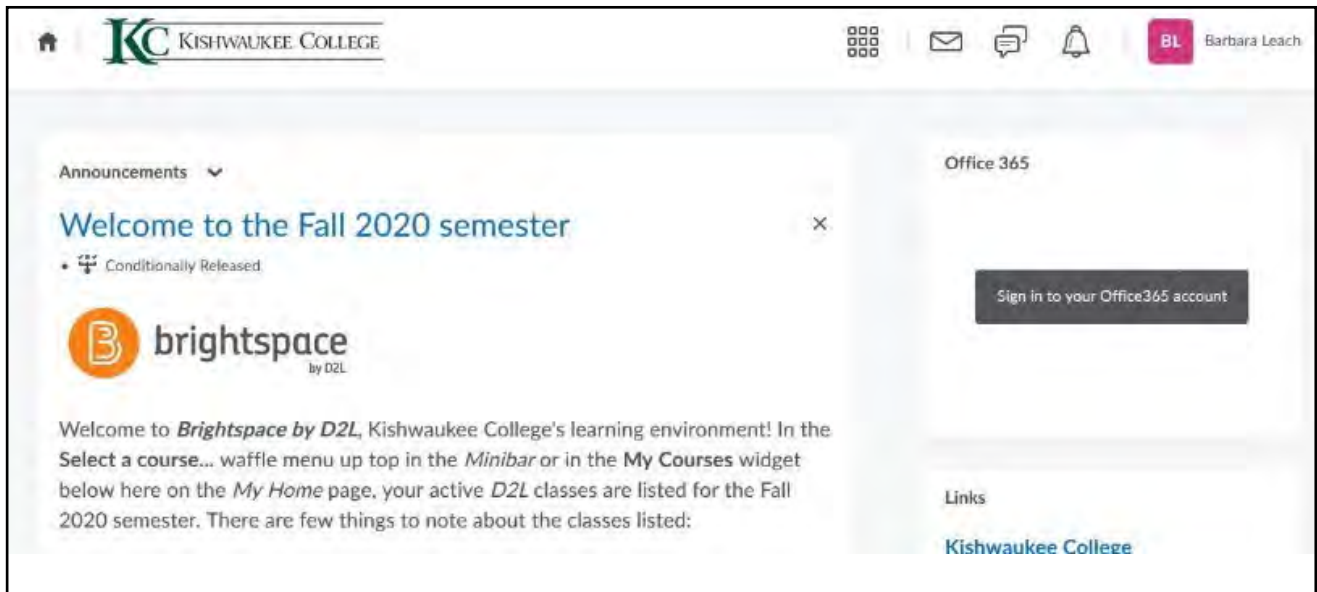 KC KISHWAUKEE COLLEGE
BL Barbara Leach
Announcements
Welcome to the Fall 2020 semester
Conditionally Released
brightspace
by D2L
Welcome to Brightspace by D2L, Kishwaukee College's learning environment! In the
Select a course... waffle menu up top in the Minibar or in the My Courses widget
below here on the My Home page, your active D2L classes are listed for the Fall
2020 semester. There are few things to note about the classes listed:
Office 365
Sign in to your Office365 account
Links
Kishwaukee College